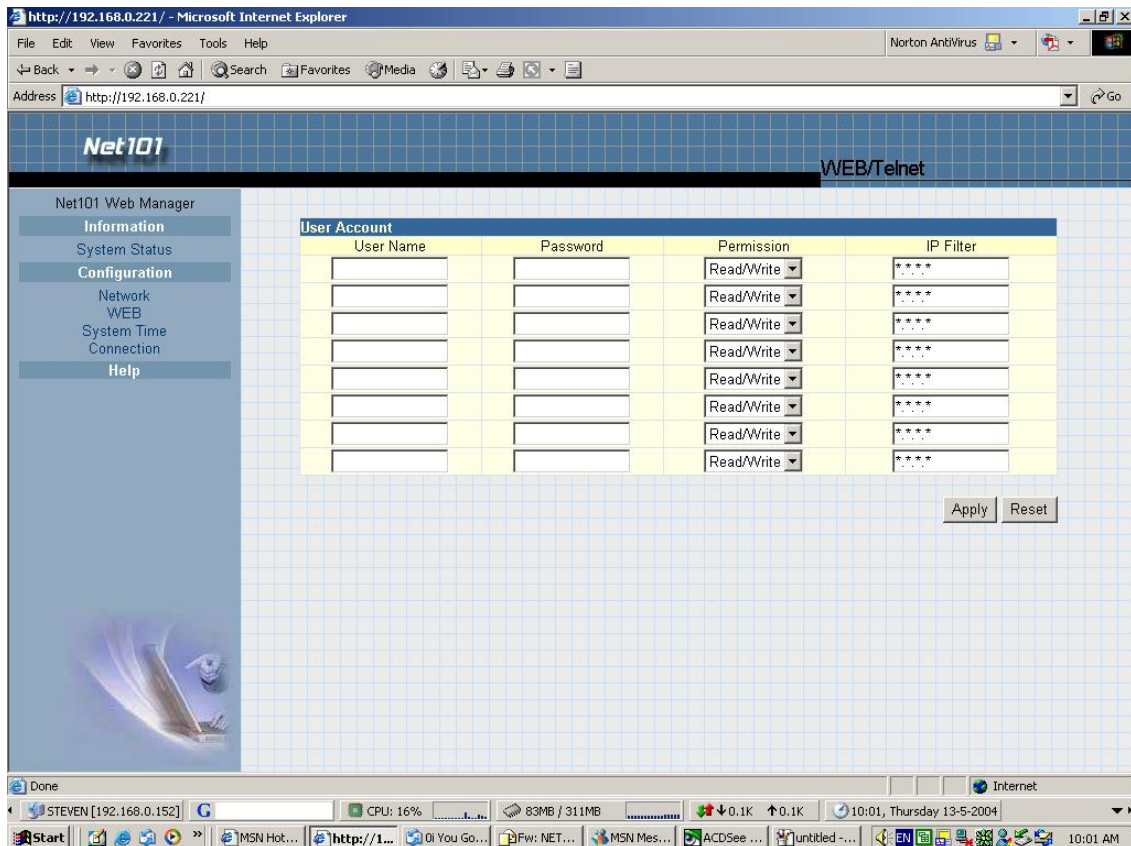 http://192.168.0.221/ - Microsoft Internet Explorer
File Edit View Favorites Tools Help
Norton AntiVirus
Back Search Favorites Media
Address http://192.168.0.221/ Go
Net101
WEB/Telnet
Net101 Web Manager
Information
System Status
Configuration
Network
WEB
System Time
Connection
Help
User Account
User Name Password Permission IP Filter
Read/Write *.*.*.*
Read/Write *.*.*.*
Read/Write *.*.*.*
Read/Write *.*.*.*
Read/Write *.*.*.*
Read/Write *.*.*.*
Read/Write *.*.*.*
Read/Write *.*.*.*
Apply Reset
Done Internet
STEVEN [192.168.0.152] G CPU: 16% 83MB / 311MB 0.1K 0.1K 10:01, Thursday 13-5-2004
Start » MSN Hot... http://1... Oi You Go... Fw: NET... MSN Mes... ACDSee ... untitled -... EN 10:01 AM